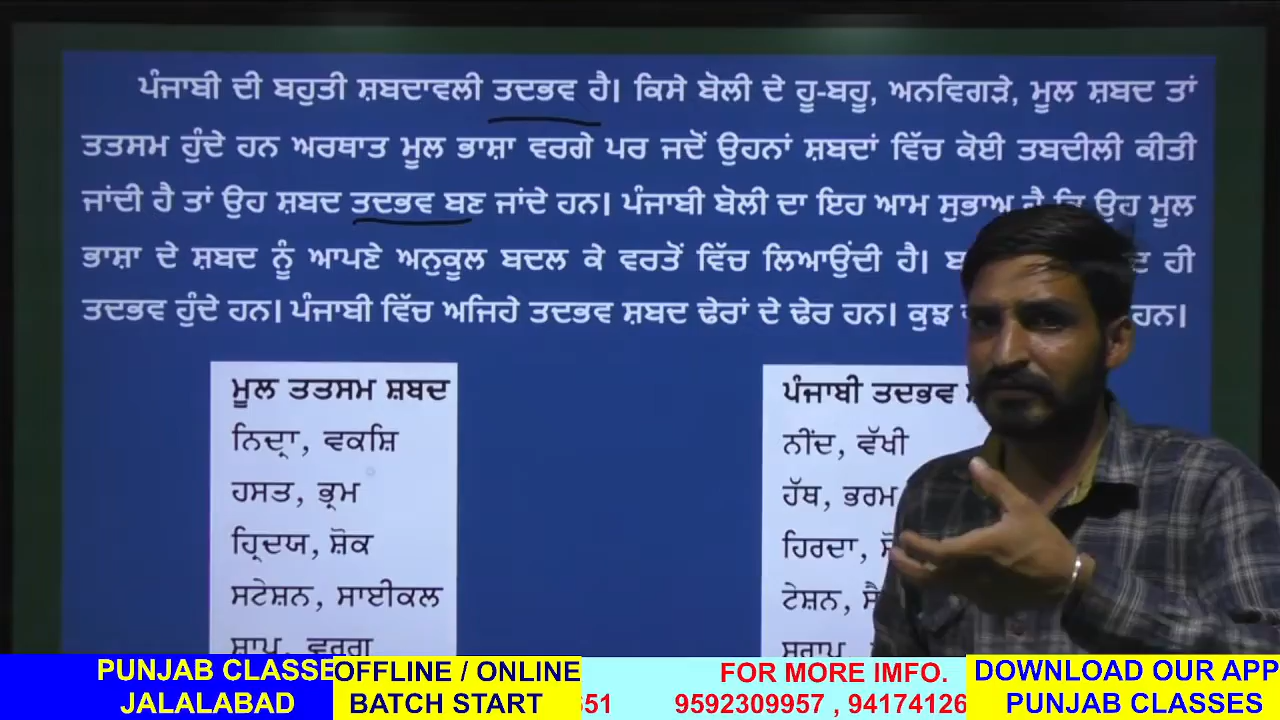 ਪੰਜਾਬੀ ਦੀ ਬਹੁਤੀ ਸ਼ਬਦਾਵਲੀ ਤਦਭਵ ਹੈ। ਕਿਸੇ ਬੋਲੀ ਦੇ ਹੂ-ਬਹੂ, ਅਨਵਿਗੜੇ, ਮੂਲ ਸ਼ਬਦ ਤਾਂ
ਤਤਸਮ ਹੁੰਦੇ ਹਨ ਅਰਥਾਤ ਮੂਲ ਭਾਸ਼ਾ ਵਰਗੇ ਪਰ ਜਦੋਂ ਉਹਨਾਂ ਸ਼ਬਦਾਂ ਵਿੱਚ ਕੋਈ ਤਬਦੀਲੀ ਕੀਤੀ
ਜਾਂਦੀ ਹੈ ਤਾਂ ਉਹ ਸ਼ਬਦ ਤਦਭਵ ਬਣ ਜਾਂਦੇ ਹਨ। ਪੰਜਾਬੀ ਬੋਲੀ ਦਾ ਇਹ ਆਮ ਸੁਭਾਅ ਹੈ ਕਿ ਉਹ ਮੂਲ
ਭਾਸ਼ਾ ਦੇ ਸ਼ਬਦ ਨੂੰ ਆਪਣੇ ਅਨੁਕੂਲ ਬਦਲ ਕੇ ਵਰਤੋਂ ਵਿੱਚ ਲਿਆਉਂਦੀ ਹੈ। ਹੀ
ਤਦਭਵ ਹੁੰਦੇ ਹਨ। ਪੰਜਾਬੀ ਵਿੱਚ ਅਜਿਹੇ ਤਦਭਵ ਸ਼ਬਦ ਢੇਰਾਂ ਦੇ ਢੇਰ ਹਨ। ਕੁਝ ਹਨ।
ਮੂਲ ਤਤਸਮ ਸ਼ਬਦ
ਨਿਦ੍ਰਾ, ਵਕਸ਼ਿ
ਹਸਤ, ਭ੍ਰਮ
ਹ੍ਰਿਦਯ, ਸ਼ੋਕ
ਸਟੇਸ਼ਨ, ਸਾਈਕਲ
ਸ਼ਾਪ, ਵਰਗ
ਪੰਜਾਬੀ ਤਦਭਵ
ਨੀਂਦ, ਵੱਖੀ
ਹੱਥ, ਭਰਮ
ਹਿਰਦਾ,
ਟੇਸ਼ਨ,
ਸਰਾਪ,
PUNJAB CLASSE
JALALABAD
OFFLINE / ONLINE
BATCH START
51
FOR MORE IMFO.
9592309957 , 94174126
DOWNLOAD OUR APP
PUNJAB CLASSES